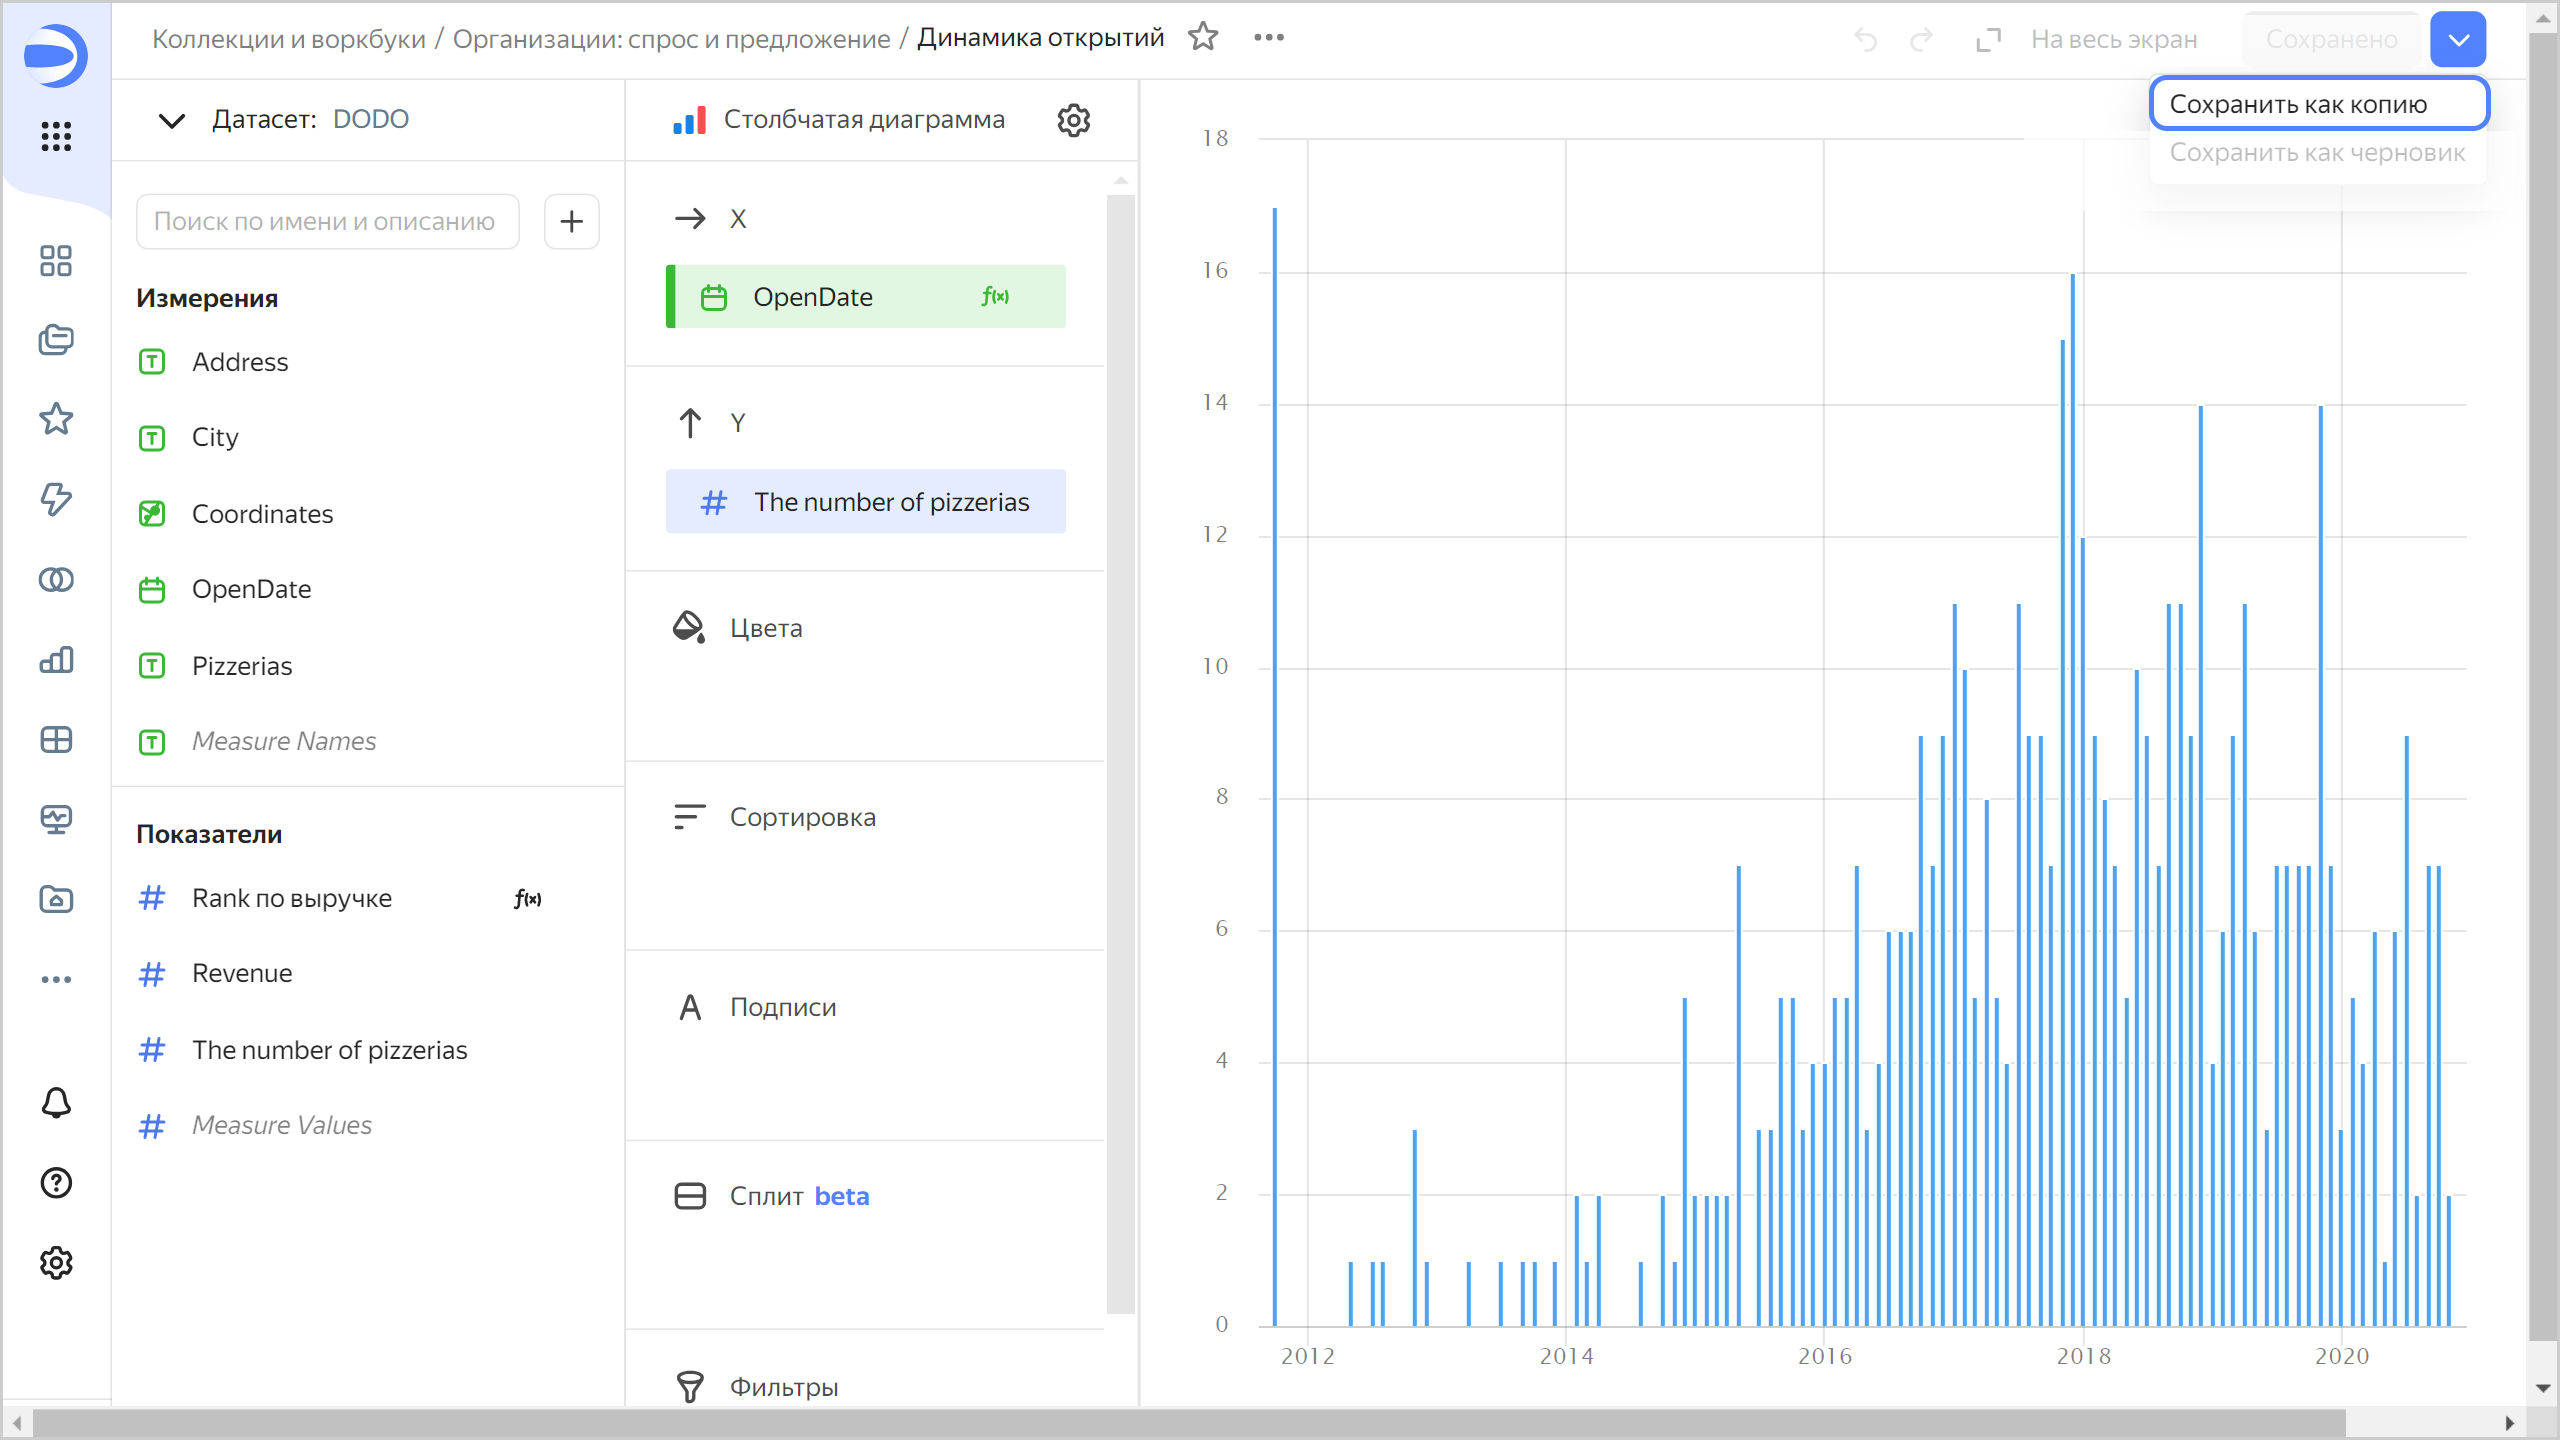 Коллекции и воркбуки / Организации: спрос и предложение / Динамика открытий
На весь экран
Сохранено
Сохранить как копию
Сохранить как черновик
Датасет: DODO
Поиск по имени и описанию
Измерения
Address
City
Coordinates
OpenDate
Pizzerias
Measure Names
Показатели
Rank по выручке f(x)
Revenue
The number of pizzerias
Measure Values
Столбчатая диаграмма
X
OpenDate f(x)
Y
The number of pizzerias
Цвета
Сортировка
Подписи
Сплит beta
Фильтры
18
16
14
12
10
8
6
4
2
0
2012 2014 2016 2018 2020